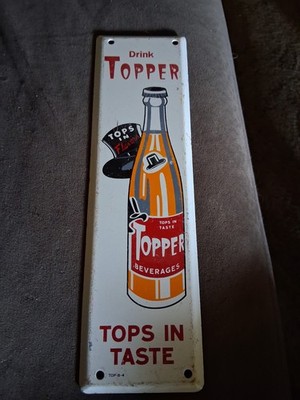 Drink
TOPPER
TOPS
IN
Flavor
TOPS IN
TASTE
TOPPER
BEVERAGES
TOPS IN
TASTE